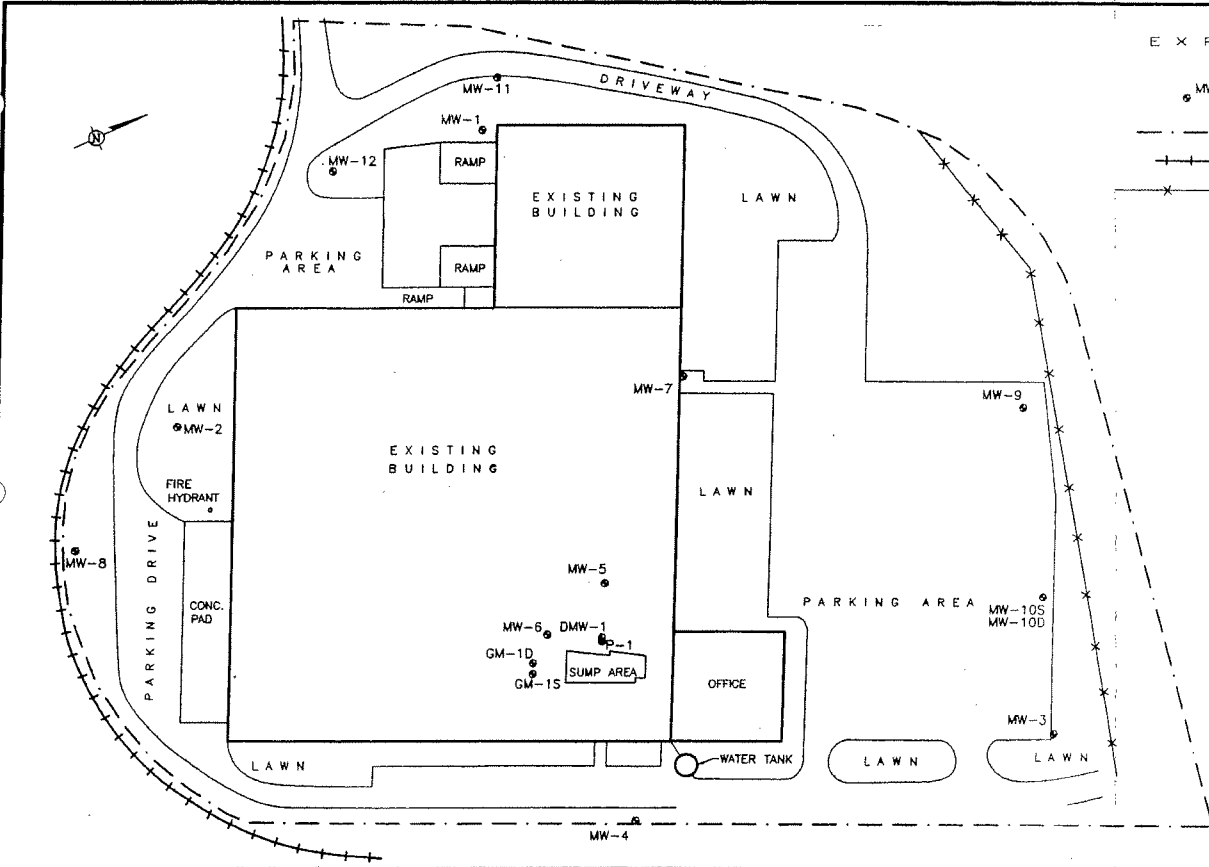 E X
MW
DRIVEWAY
MW-11
MW-1
N
MW-12
RAMP
EXISTING
BUILDING
LAWN
PARKING
AREA
RAMP
RAMP
MW-7
MW-9
LAWN
MW-2
EXISTING
BUILDING
FIRE
HYDRANT
LAWN
PARKING DRIVE
MW-8
MW-5
CONC.
PAD
PARKING AREA
MW-10S
MW-10D
MW-6
DMW-1
P-1
GM-1D
SUMP AREA
GM-1S
OFFICE
MW-3
LAWN
WATER TANK
LAWN
LAWN
MW-4